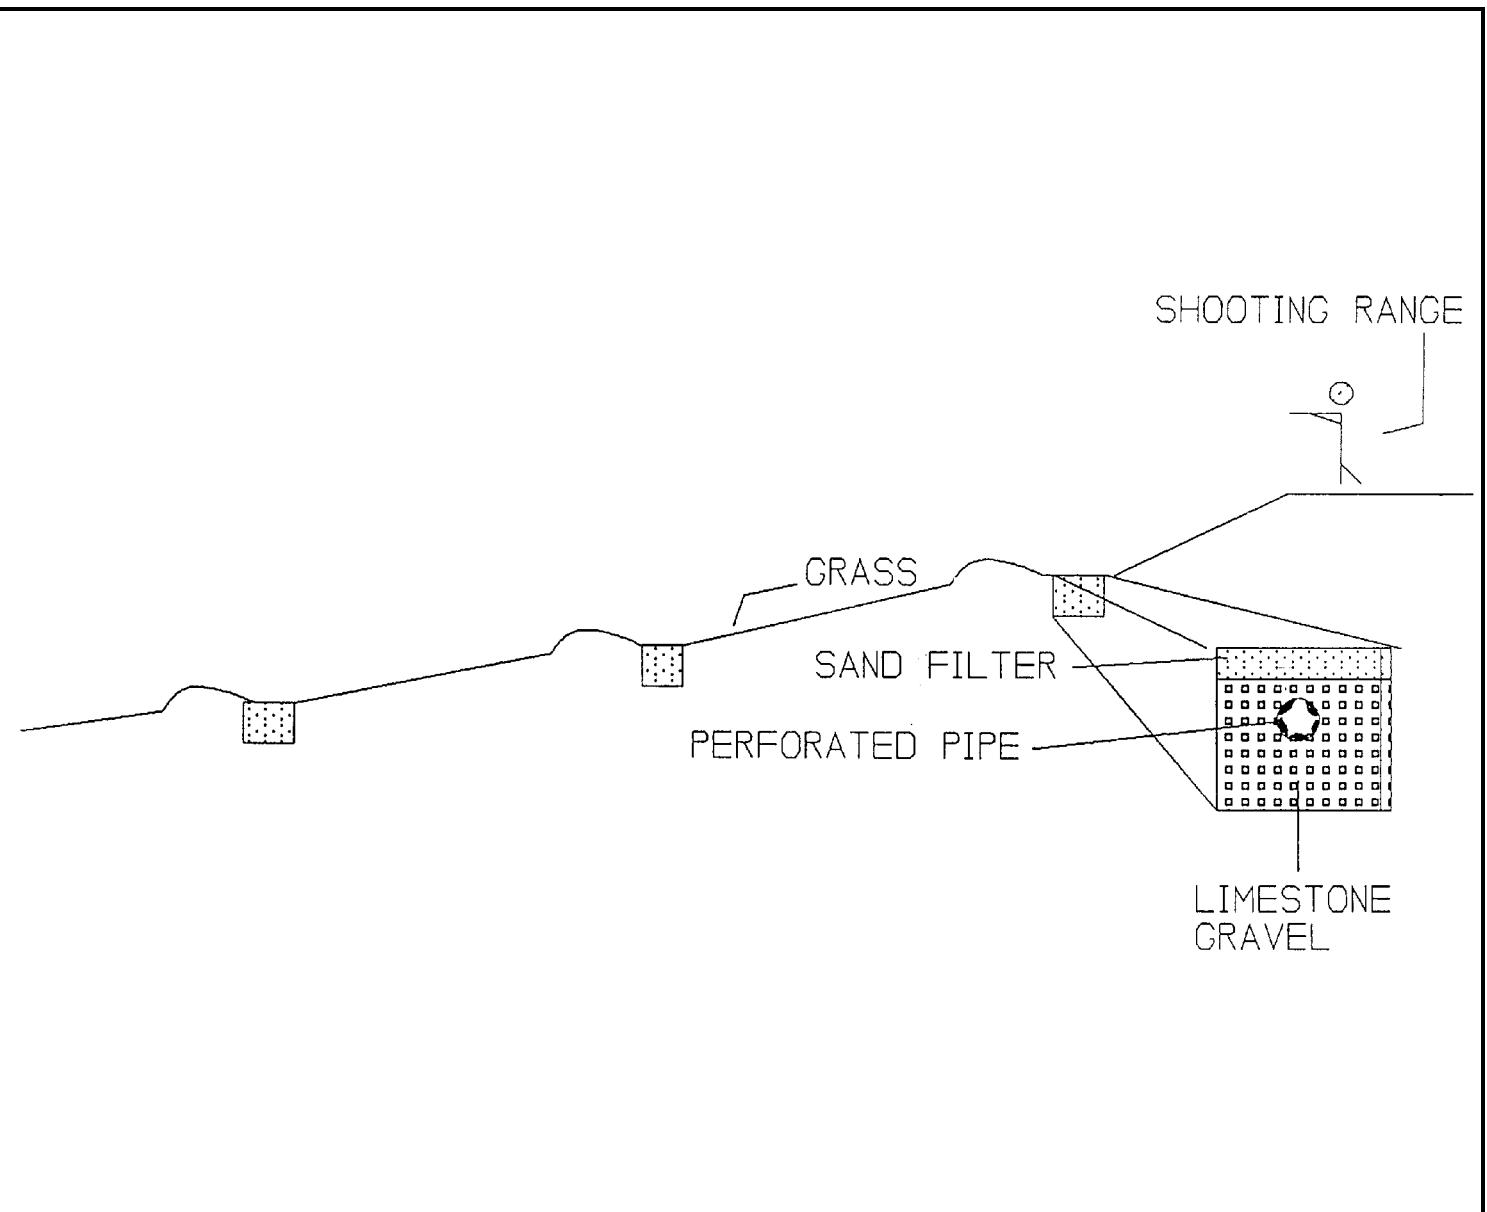 SHOOTING RANGE
GRASS
SAND FILTER
PERFORATED PIPE
LIMESTONE
GRAVEL